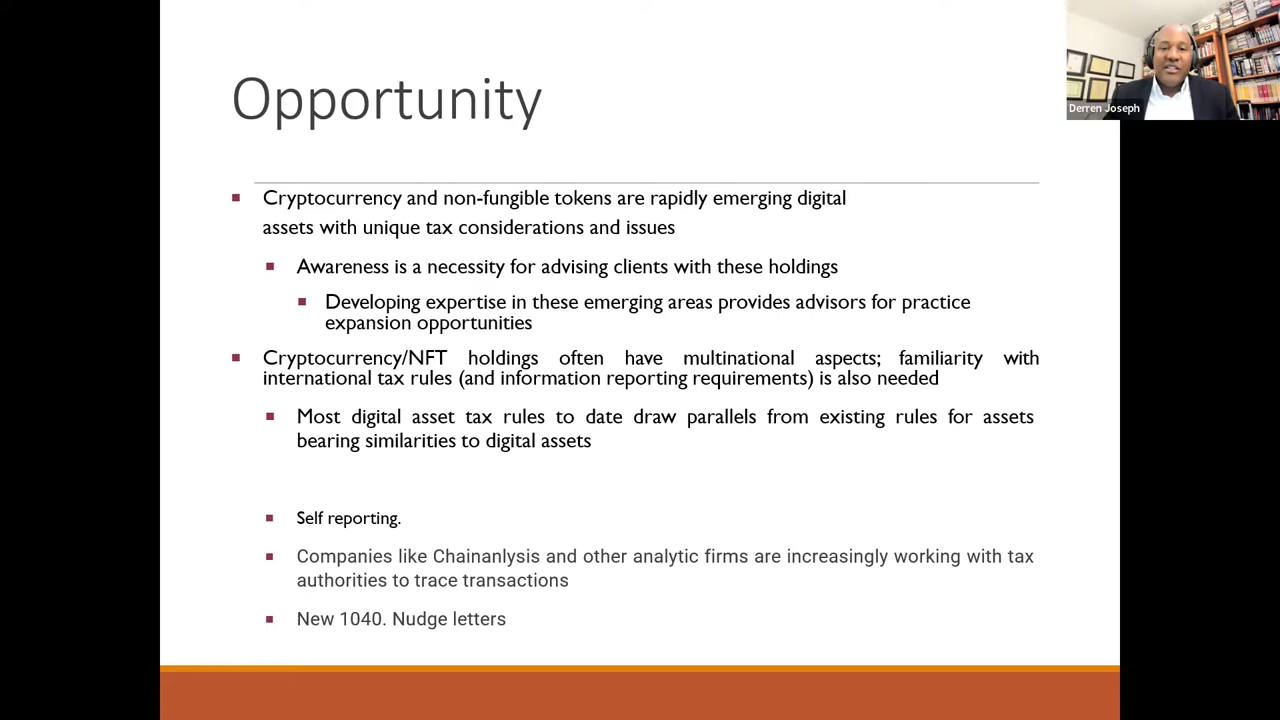 Opportunity
Derren Joseph
Cryptocurrency and non-fungible tokens are rapidly emerging digital
assets with unique tax considerations and issues
Awareness is a necessity for advising clients with these holdings
Developing expertise in these emerging areas provides advisors for practice
expansion opportunities
Cryptocurrency/NFT holdings often have multinational aspects; familiarity with
international tax rules (and information reporting requirements) is also needed
Most digital asset tax rules to date draw parallels from existing rules for assets
bearing similarities to digital assets
Self reporting.
Companies like Chainanlysis and other analytic firms are increasingly working with tax
authorities to trace transactions
New 1040. Nudge letters